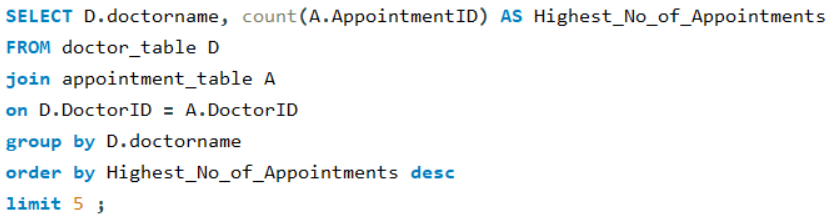 SELECT D.doctorname, count(A.AppointmentID) AS Highest_No_of_Appointments
FROM doctor_table D
join appointment_table A
on D.DoctorID = A.DoctorID
group by D.doctorname
order by Highest_No_of_Appointments desc
limit 5 ;